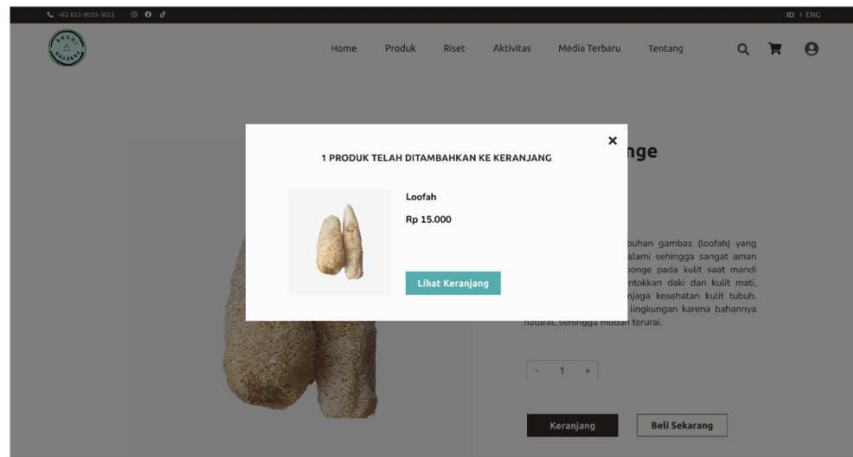 ID | ENG
Home Produk Riset Aktivitas Media Terbaru Tentang
1 PRODUK TELAH DITAMBAHKAN KE KERANJANG
nge
Loofah
Rp 15.000
Lihat Keranjang
buhan gambas (loofah) yang
alami sehingga sangat aman
ponge pada kulit saat mandi
ntokkan daki dan kulit mati,
njaga kesehatan kulit tubuh.
lingkungan karena bahannya
natural, sehingga mudah terurai.
- 1 +
Keranjang Beli Sekarang